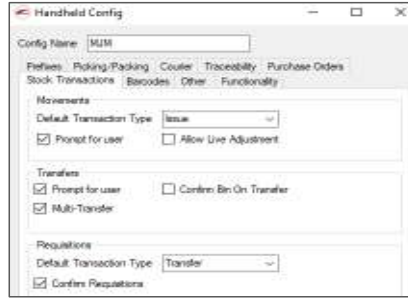 Handheld Config
Config Name MJM
Prefixes Picking/Packing Courier Traceability Purchase Orders
Stock Transactions Barcodes Other Functionality
Movements
Default Transaction Type Issue
Prompt for user Allow Live Adjustment
Transfers
Prompt for user Confirm Bin On Transfer
Multi-Transfer
Requisitions
Default Transaction Type Transfer
Confirm Requisitions